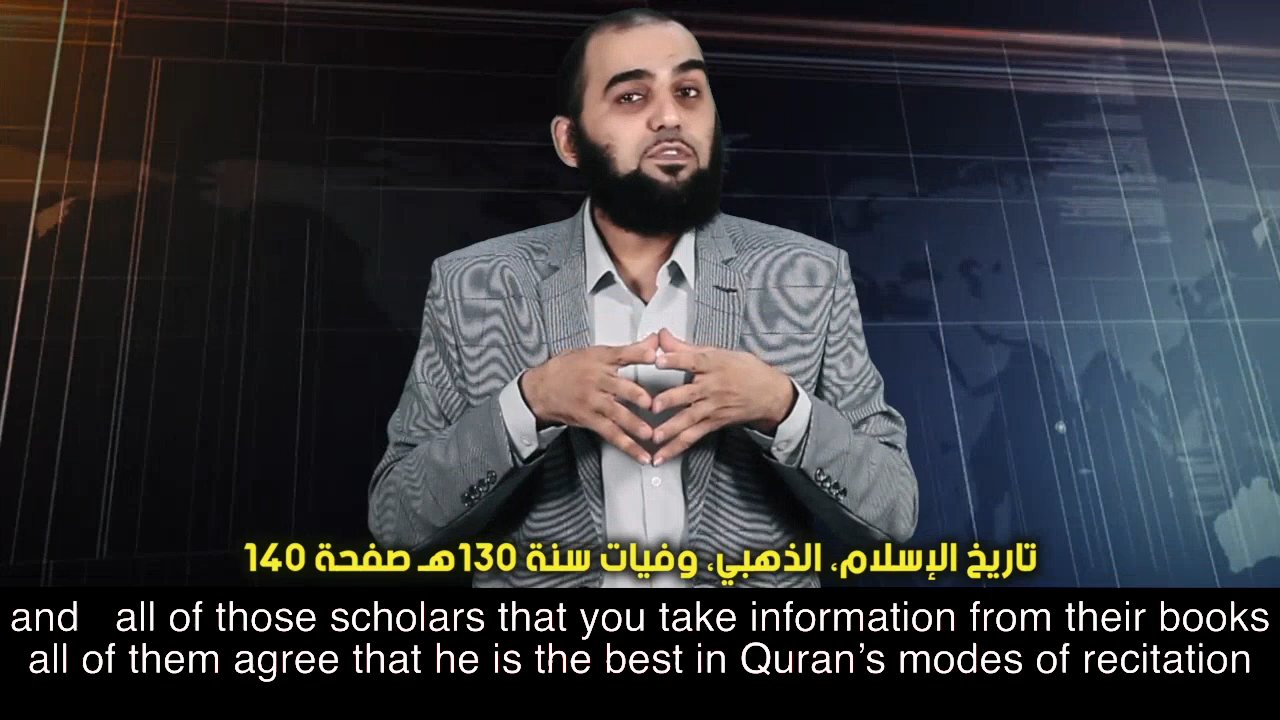 تاريخ الإسلام، الذهبي، وفيات سنة 130هـ صفحة 140
and all of those scholars that you take information from their books
all of them agree that he is the best in Quran’s modes of recitation